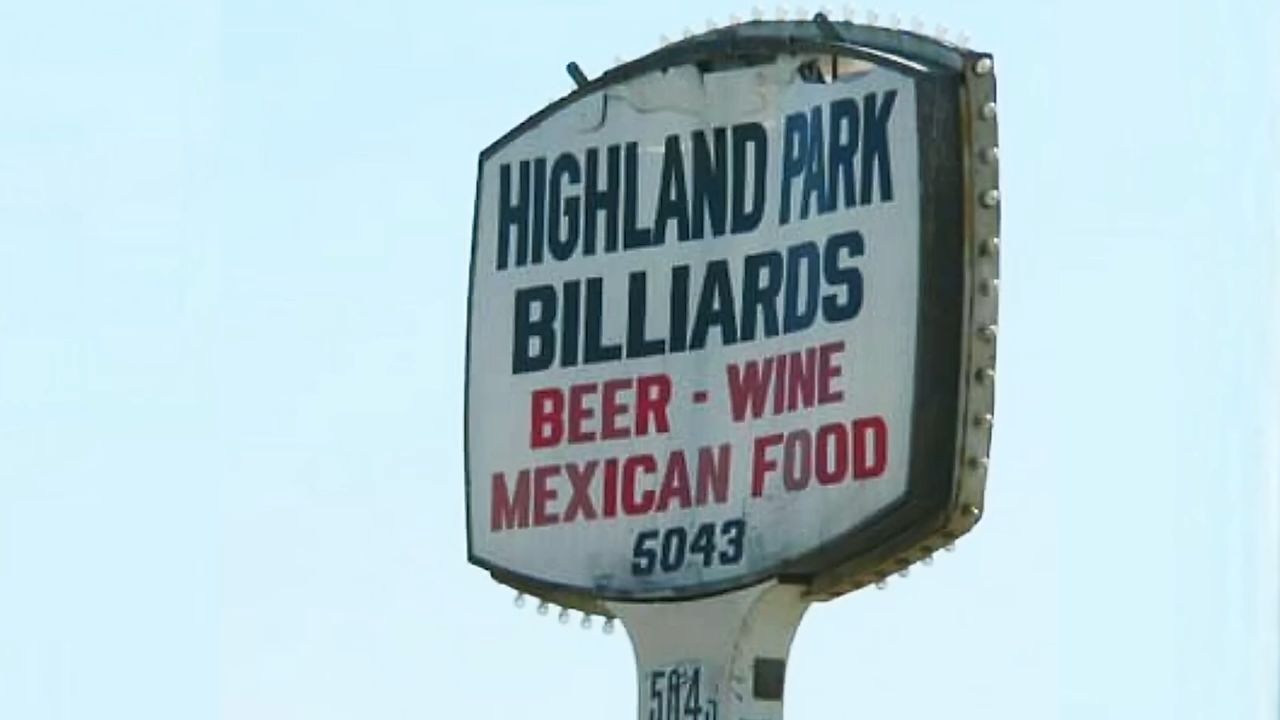 HIGHLAND PARK
BILLIARDS
BEER - WINE
MEXICAN FOOD
5043